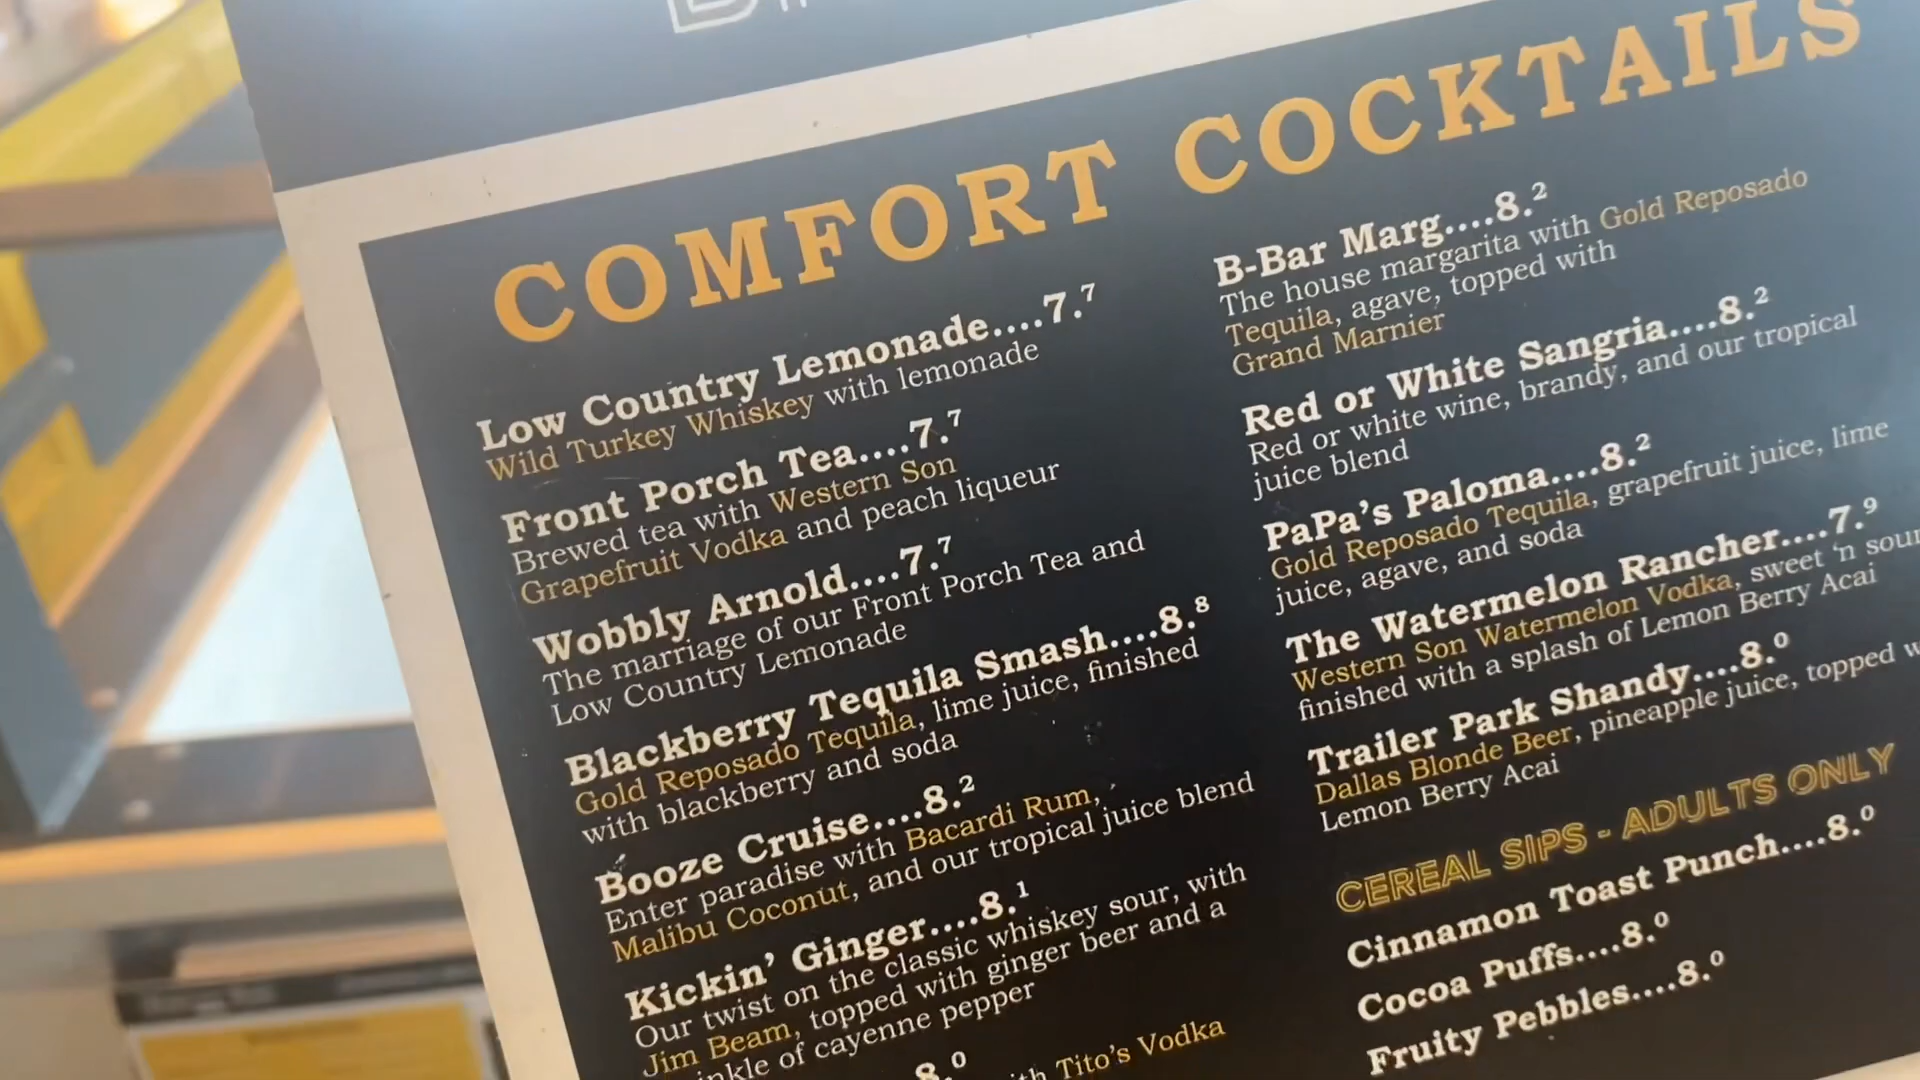 COMFORT COCKTAILS
Low Country Lemonade....7.⁷
Wild Turkey Whiskey with lemonade
Front Porch Tea....7.⁷
Brewed tea with Western Son
Grapefruit Vodka and peach liqueur
Wobbly Arnold....7.⁷
The marriage of our Front Porch Tea and
Low Country Lemonade
Blackberry Tequila Smash....8.⁸
Gold Reposado Tequila, lime juice, finished
with blackberry and soda
Booze Cruise....8.²
Enter paradise with Bacardi Rum,
Malibu Coconut, and our tropical juice blend
Kickin' Ginger....8.¹
Our twist on the classic whiskey sour, with
Jim Beam, topped with ginger beer and a
of cayenne pepper
8.⁰
Tito's Vodka
B-Bar Marg....8.²
The house margarita with Gold Reposado
Tequila, agave, topped with
Grand Marnier
Red or White Sangria....8.²
Red or white wine, brandy, and our tropical
juice blend
PaPa's Paloma....8.²
Gold Reposado Tequila, grapefruit juice, lime
juice, agave, and soda
The Watermelon Rancher....7.⁹
Western Son Watermelon Vodka, sweet 'n sour
finished with a splash of Lemon Berry Acai
Trailer Park Shandy....8.⁰
Dallas Blonde Beer, pineapple juice, topped
Lemon Berry Acai
CEREAL SIPS - ADULTS ONLY
Cinnamon Toast Punch....8.⁰
Cocoa Puffs....8.⁰
Fruity Pebbles....8.⁰